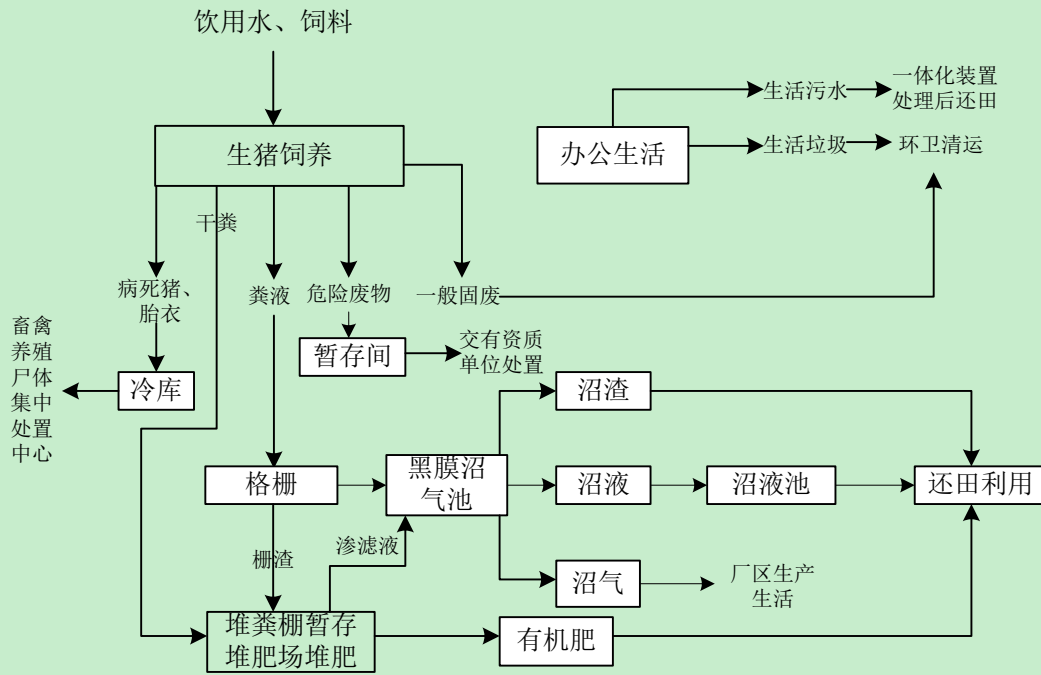 饮用水、饲料
生猪饲养
办公生活
生活污水
一体化装置
处理后还田
生活垃圾
环卫清运
干粪
病死猪、
胎衣
粪液
危险废物
一般固废
暂存间
交有资质
单位处置
畜禽
养殖
尸体
集中
处置
中心
冷库
沼渣
格栅
黑膜沼
气池
沼液
沼液池
还田利用
栅渣
渗滤液
沼气
厂区生产
生活
堆粪棚暂存
堆肥场堆肥
有机肥